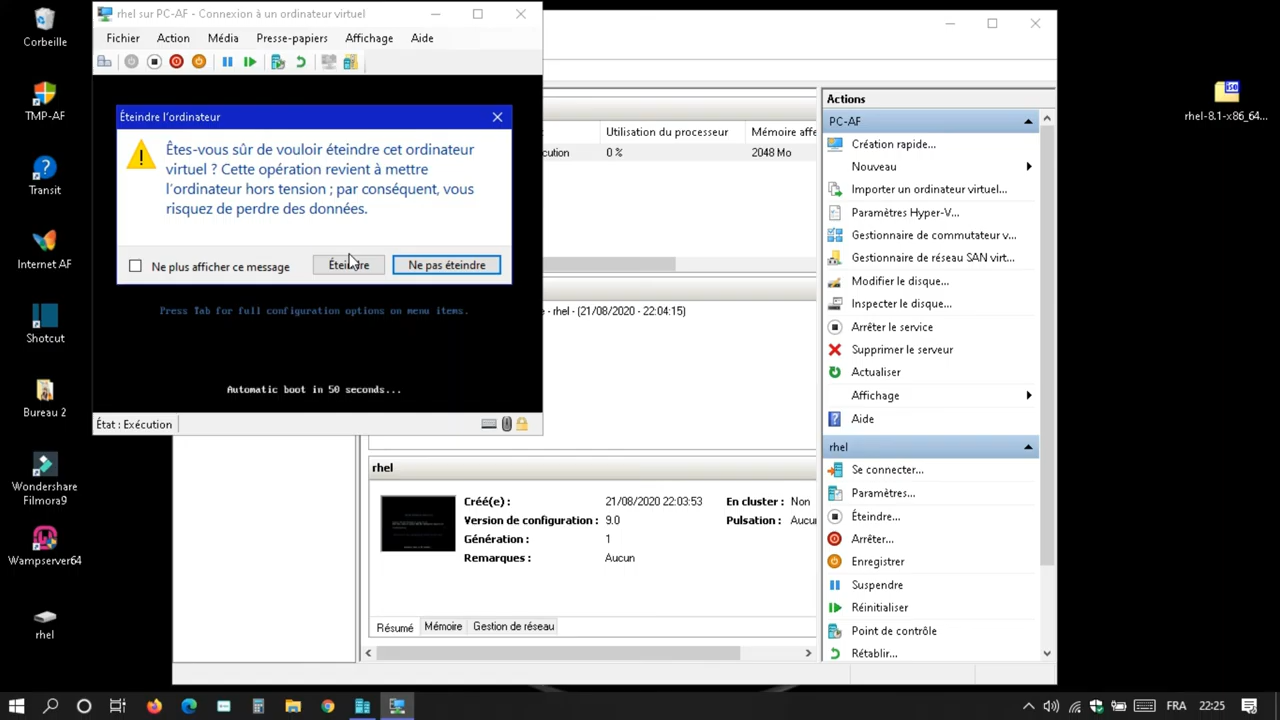 Corbeille
TMP-AF
Transit
Internet AF
Shotcut
Bureau 2
Wondershare
Filmora9
Wampserver64
rhel
rhel sur PC-AF - Connexion à un ordinateur virtuel
Fichier Action Média Presse-papiers Affichage Aide
Éteindre l'ordinateur
Êtes-vous sûr de vouloir éteindre cet ordinateur
virtuel ? Cette opération revient à mettre
l'ordinateur hors tension ; par conséquent, vous
risquez de perdre des données.
Ne plus afficher ce message
Éteindre
Ne pas éteindre
Press Tab for full configuration options on menu items.
Automatic boot in 50 seconds...
État : Exécution
Utilisation du processeur Mémoire affe
cution 0 % 2048 Mo
e - rhel - (21/08/2020 - 22:04:15)
rhel
Créé(e) : 21/08/2020 22:03:53 En cluster : Non
Version de configuration : 9.0 Pulsation : Aucu
Génération : 1
Remarques : Aucun
Résumé Mémoire Gestion de réseau
Actions
PC-AF
Création rapide...
Nouveau
Importer un ordinateur virtuel...
Paramètres Hyper-V...
Gestionnaire de commutateur v...
Gestionnaire de réseau SAN virt...
Modifier le disque...
Inspecter le disque...
Arrêter le service
Supprimer le serveur
Actualiser
Affichage
Aide
rhel
Se connecter...
Paramètres...
Éteindre...
Arrêter...
Enregistrer
Suspendre
Réinitialiser
Point de contrôle
Rétablir...
iso
rhel-8.1-x86_64...
FRA 22:25